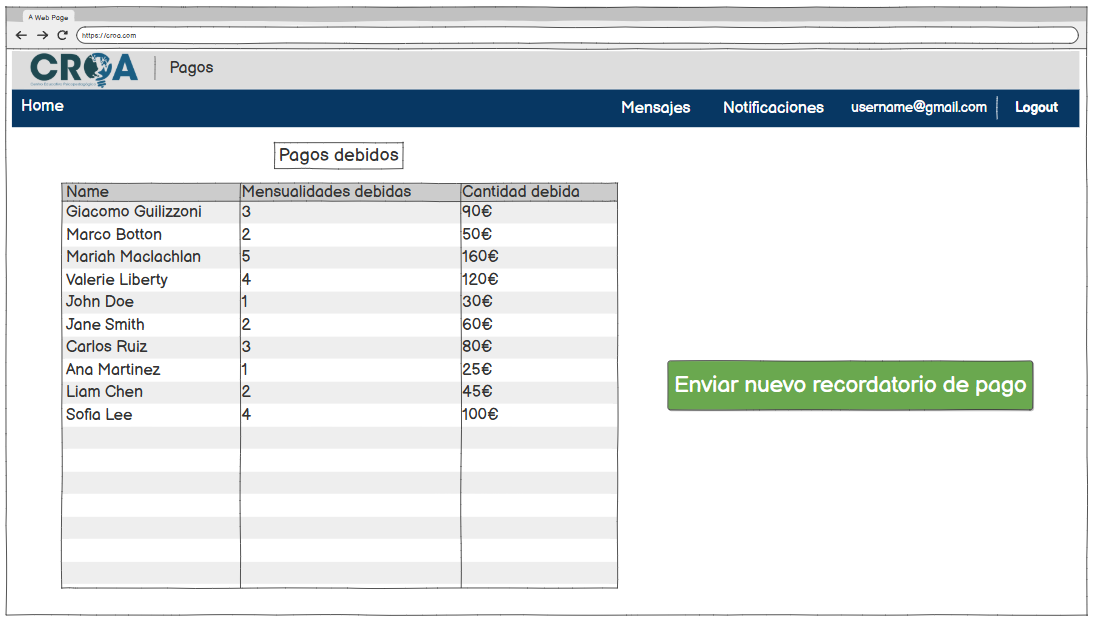 A Web Page
https://croa.com
CROA
Pagos
Home
Mensajes
Notificaciones
username@gmail.com
Logout
Pagos debidos
Name Mensualidades debidas Cantidad debida
Giacomo Guilizzoni 3 90€
Marco Botton 2 50€
Mariah Maclachlan 5 160€
Valerie Liberty 4 120€
John Doe 1 30€
Jane Smith 2 60€
Carlos Ruiz 3 80€
Ana Martinez 1 25€
Liam Chen 2 45€
Sofia Lee 4 100€
Enviar nuevo recordatorio de pago